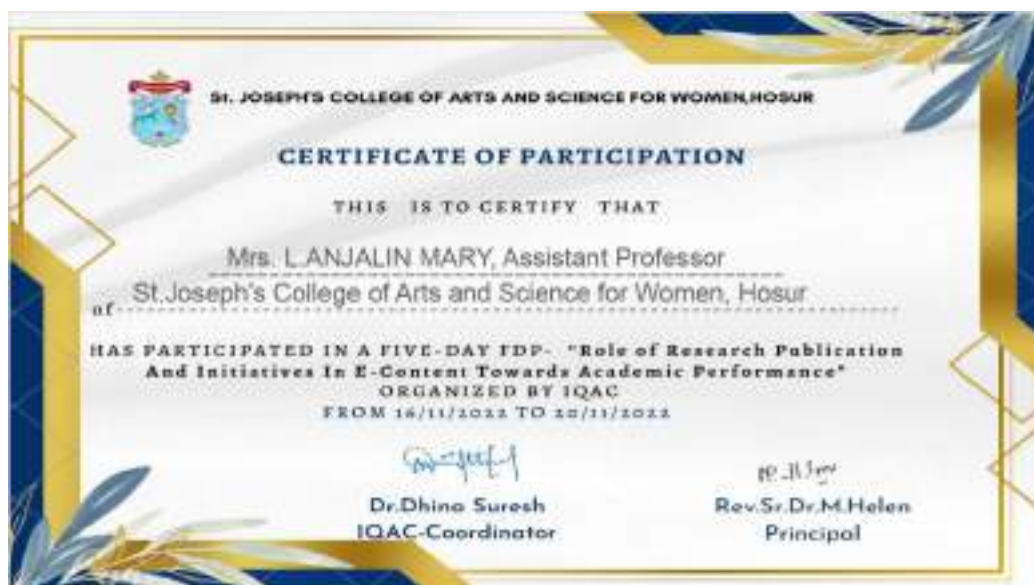 St. JOSEPH'S COLLEGE OF ARTS AND SCIENCE FOR WOMEN,HOSUR
CERTIFICATE OF PARTICIPATION
THIS IS TO CERTIFY THAT
Mrs. L.ANJALIN MARY, Assistant Professor
of St.Joseph's College of Arts and Science for Women, Hosur
HAS PARTICIPATED IN A FIVE-DAY FDP- "Role of Research Publication
And Initiatives In E-Content Towards Academic Performance"
ORGANIZED BY IQAC
FROM 16/11/2022 TO 20/11/2022
Dr.Dhina Suresh Rev.Sr.Dr.M.Helen
IQAC-Coordinator Principal